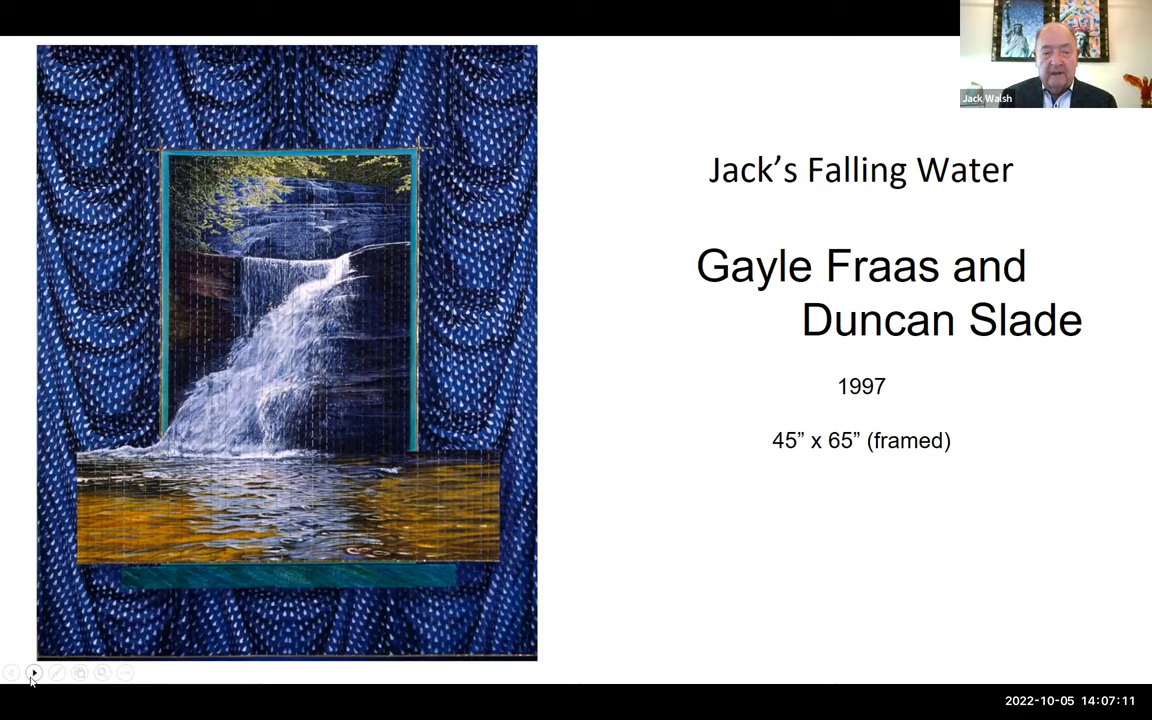 Jack Walsh
Jack’s Falling Water
Gayle Fraas and
Duncan Slade
1997
45” x 65” (framed)
2022-10-05 14:07:11